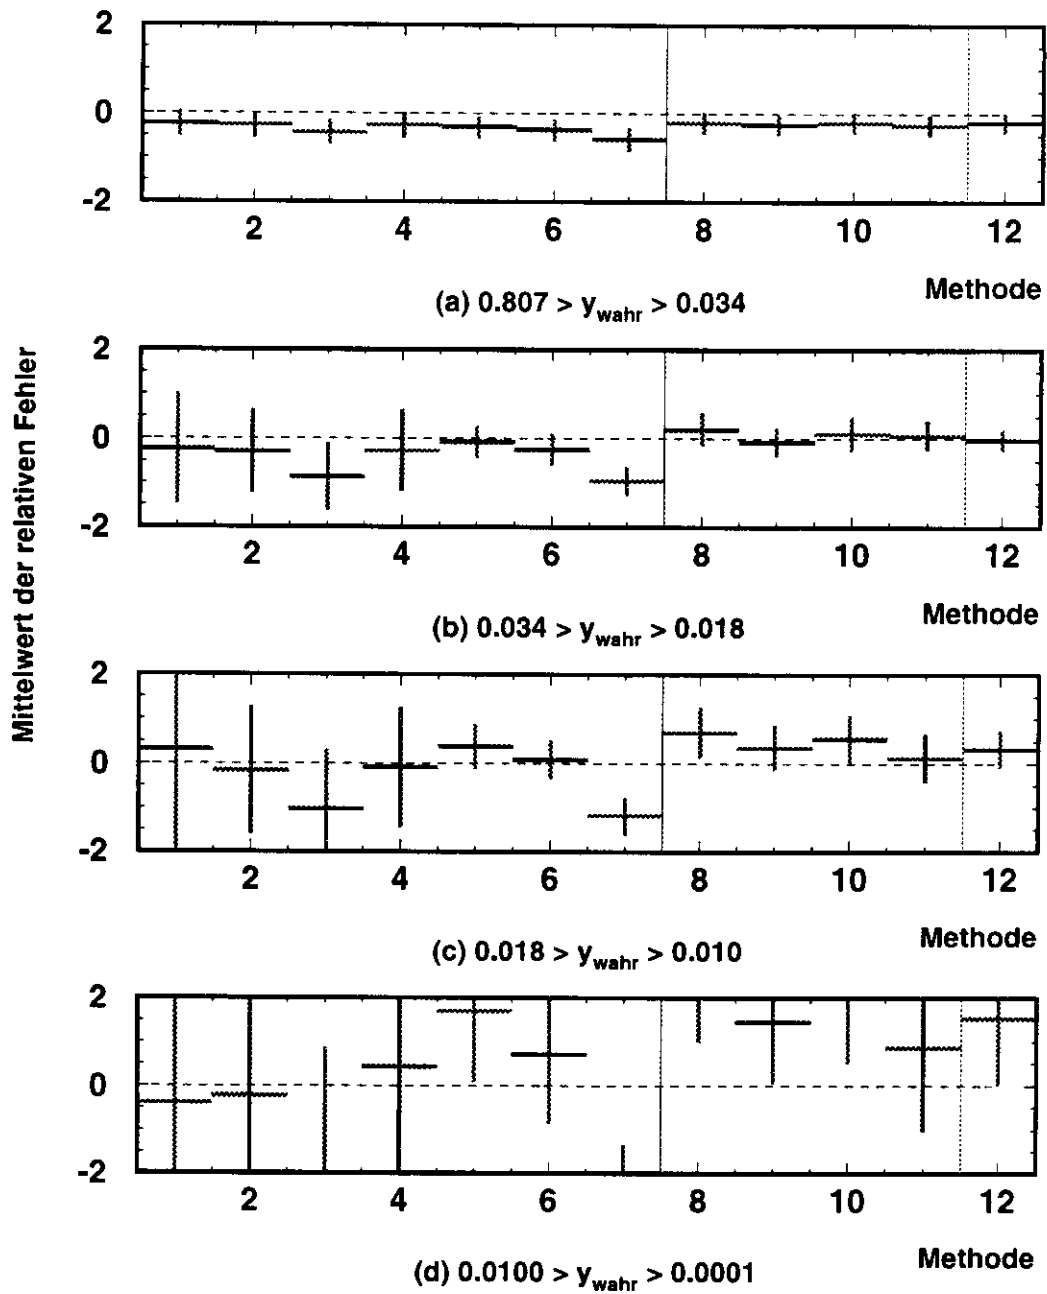 Mittelwert der relativen Fehler
2
0
-2
2 4 6 8 10 12
Methode
(a) 0.807 > y_wahr > 0.034
2
0
-2
2 4 6 8 10 12
Methode
(b) 0.034 > y_wahr > 0.018
2
0
-2
2 4 6 8 10 12
Methode
(c) 0.018 > y_wahr > 0.010
2
0
-2
2 4 6 8 10 12
Methode
(d) 0.0100 > y_wahr > 0.0001